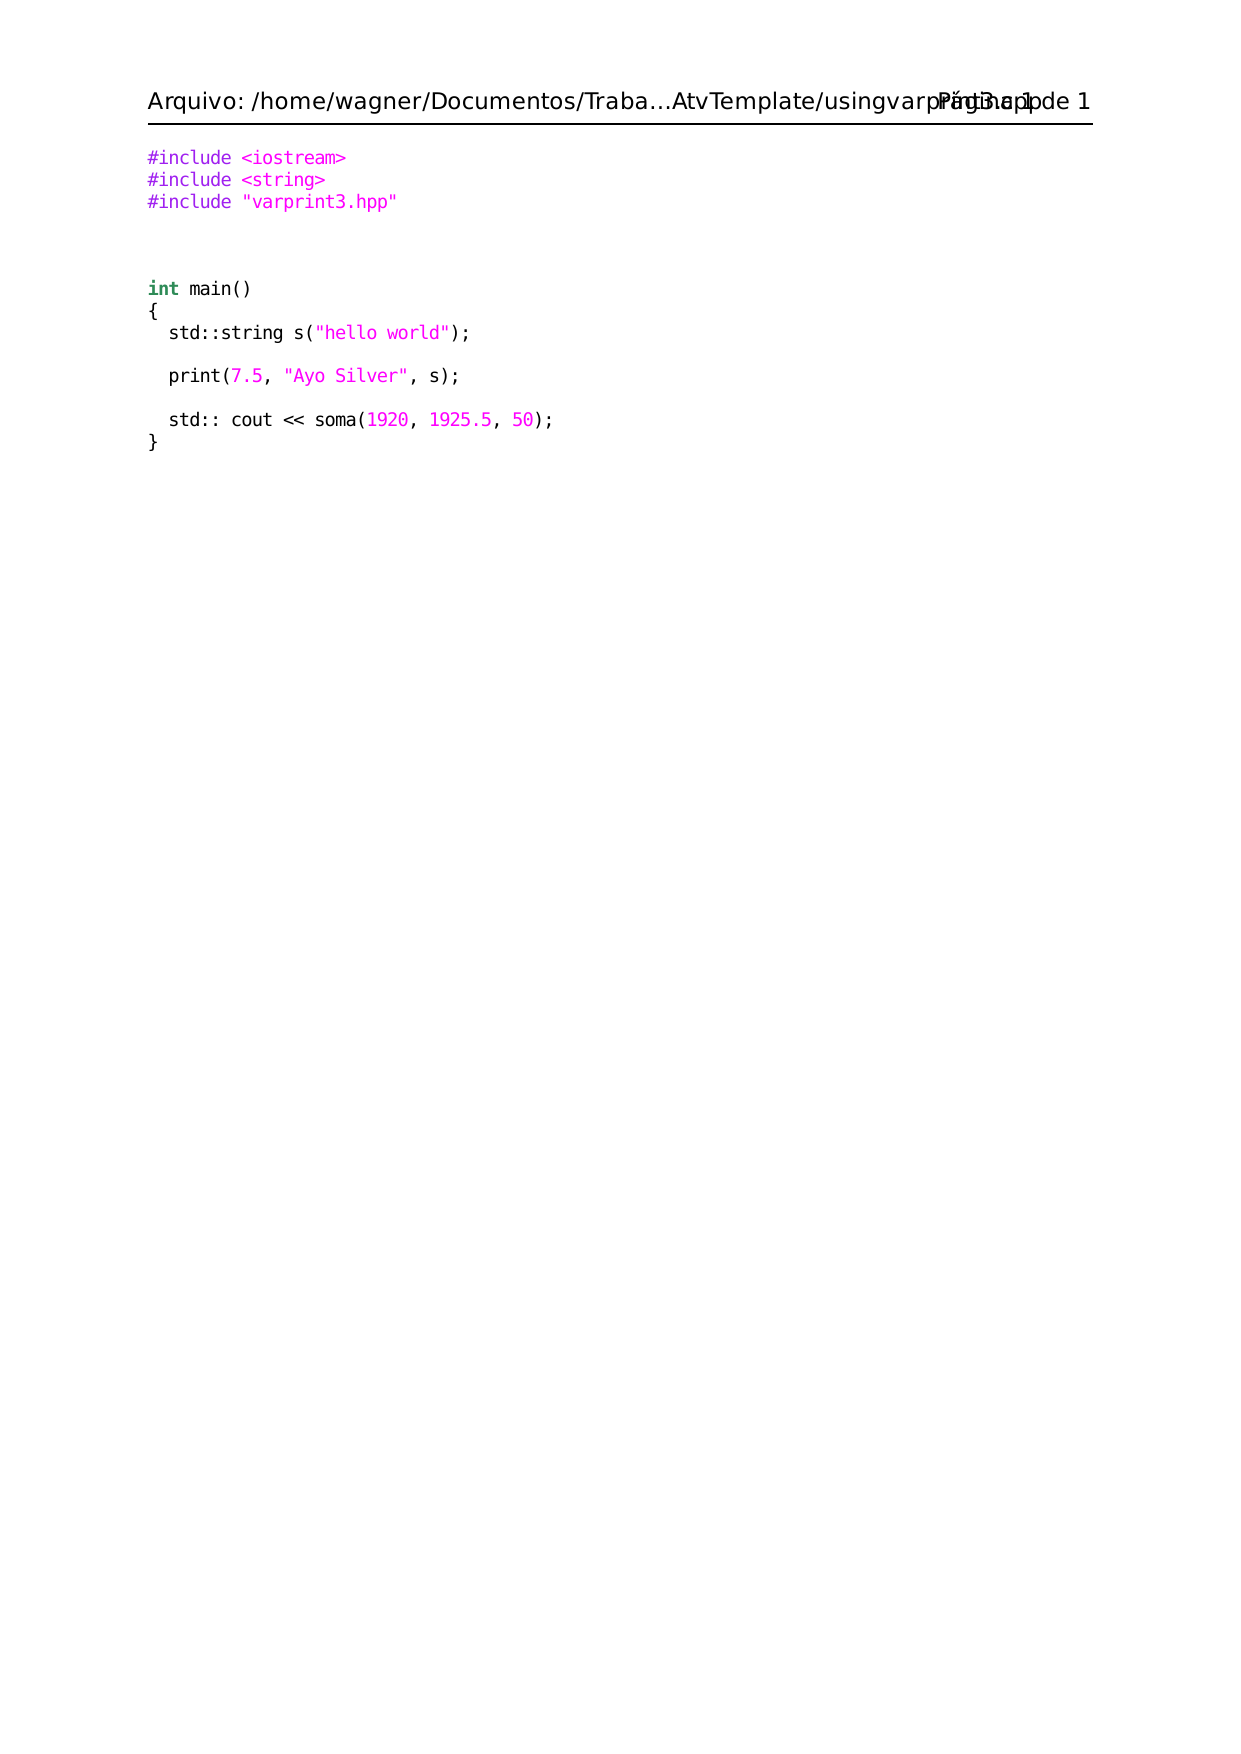 Arquivo: /home/wagner/Documentos/Traba...AtvTemplate/usingvarprint3.cpp Página 1 de 1
#include <iostream>
#include <string>
#include "varprint3.hpp"
int main()
{
  std::string s("hello world");
  print(7.5, "Ayo Silver", s);
  std:: cout << soma(1920, 1925.5, 50);
}